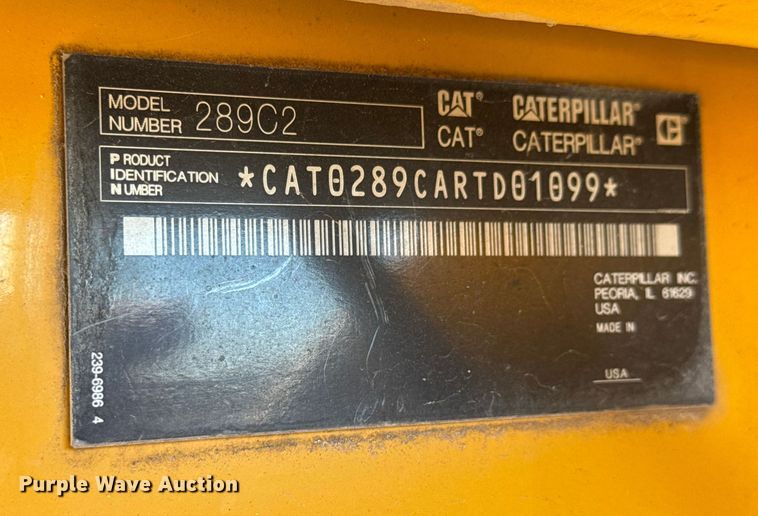 MODEL NUMBER 289C2
CAT® CATERPILLAR®
CAT® CATERPILLAR®
PRODUCT
IDENTIFICATION
NUMBER
*CAT0289CARTD01099*
CATERPILLAR INC.
PEORIA, IL 61629
USA
MADE IN
USA
239-6986 4
Purple Wave Auction